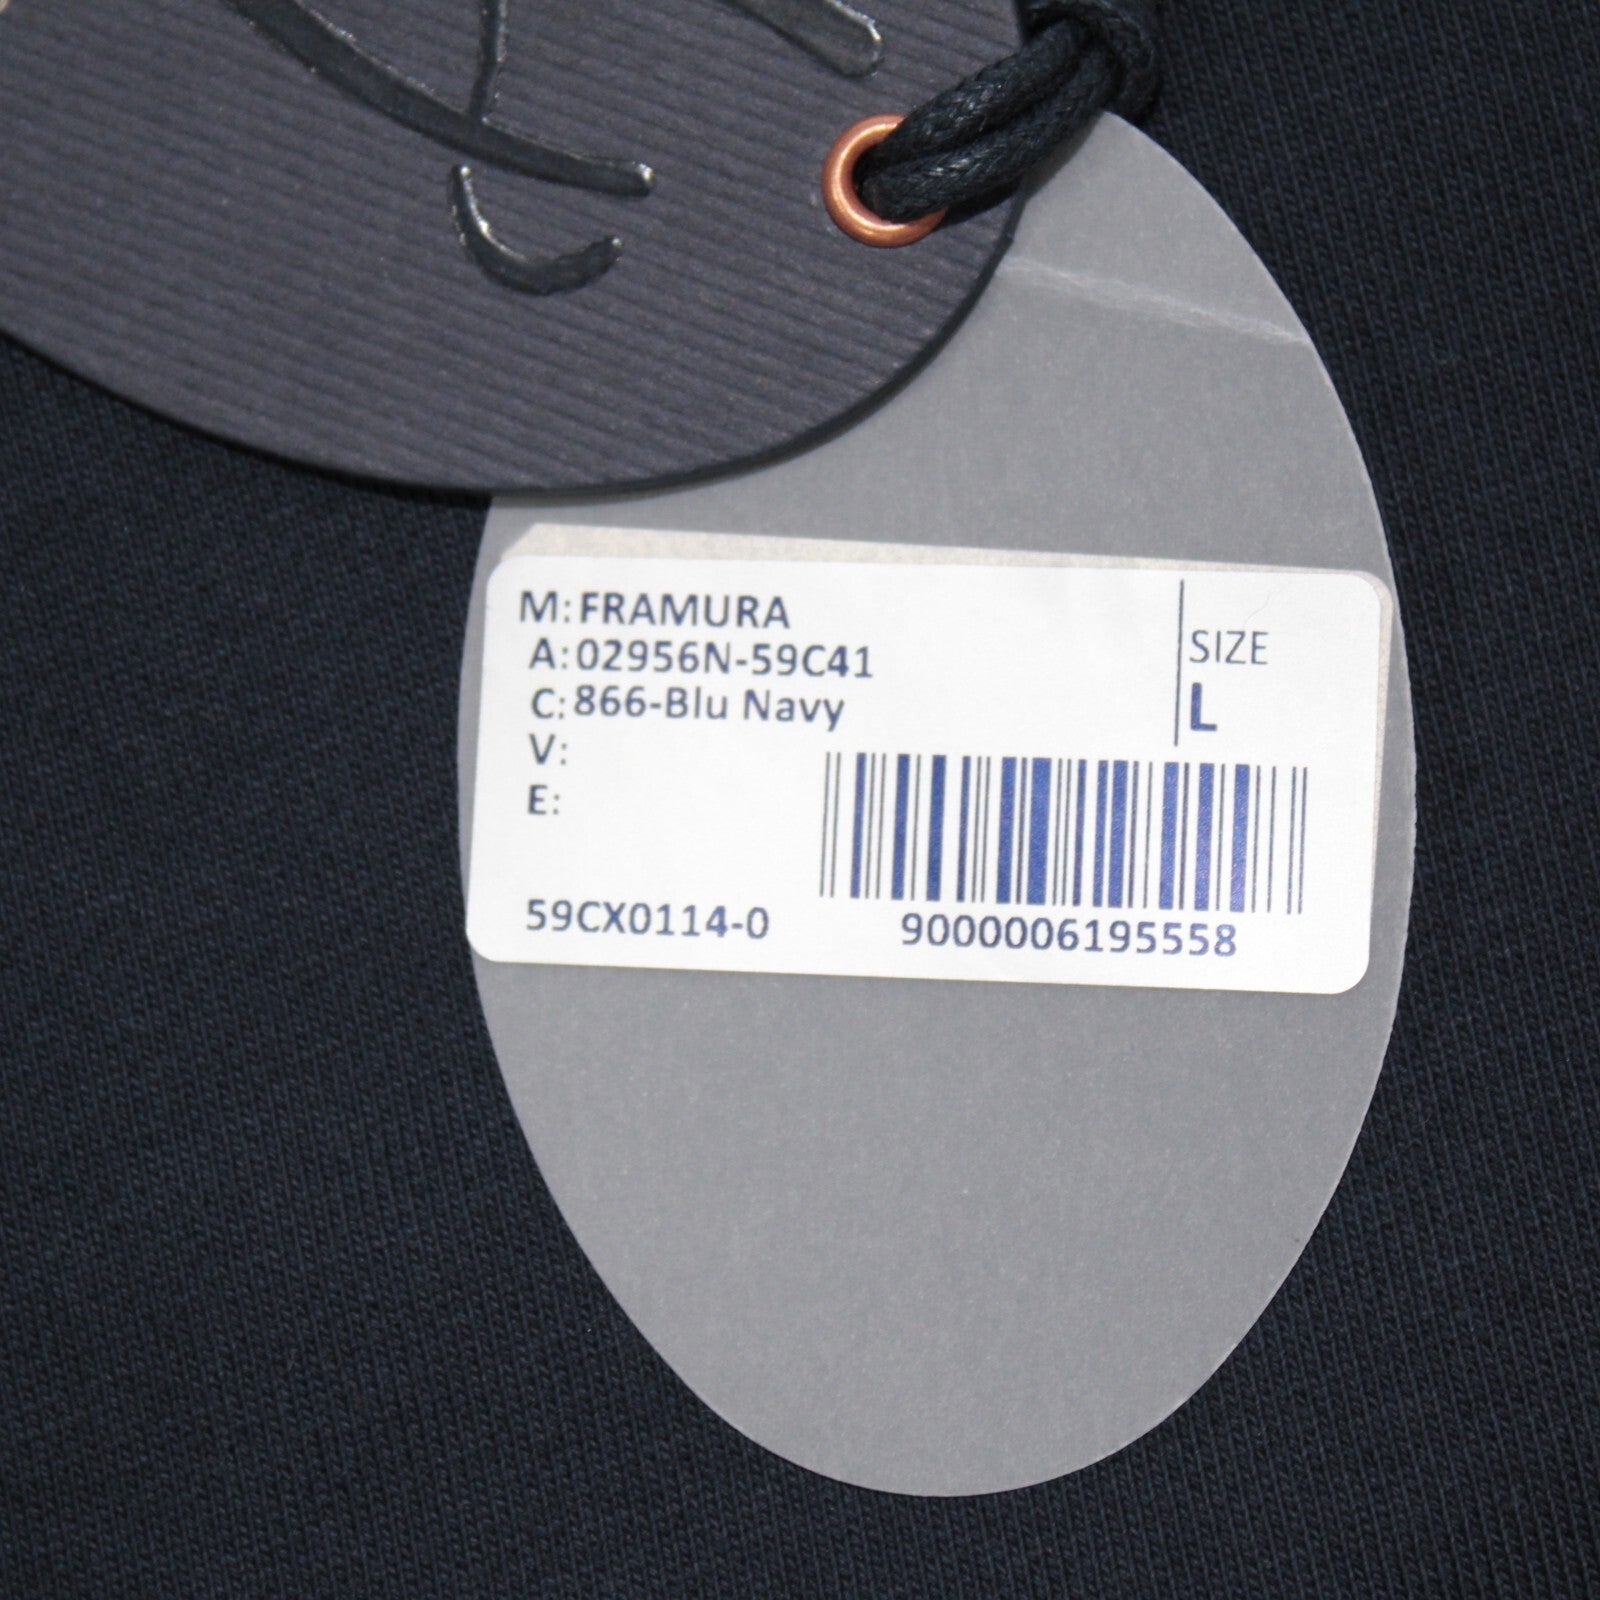 M: FRAMURA
A: 02956N-59C41
C: 866-Blu Navy
V:
E:
SIZE
L
59CX0114-0
9000006195558